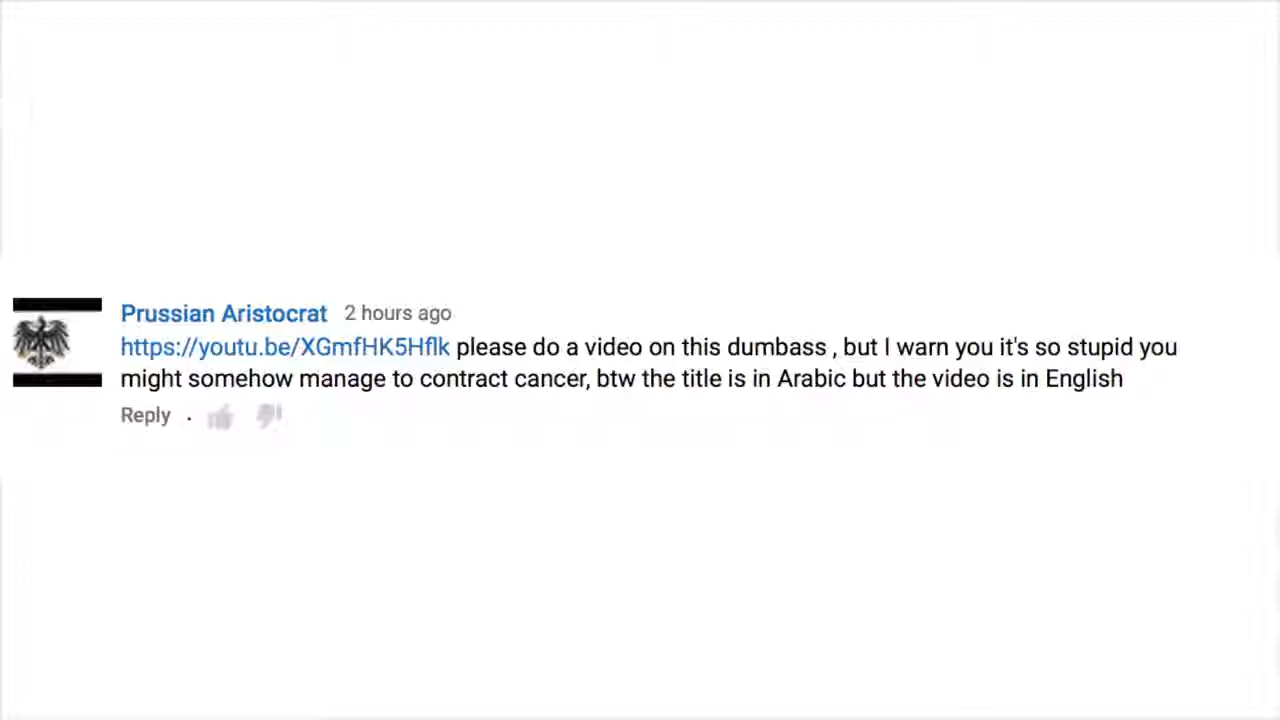 Prussian Aristocrat 2 hours ago
https://youtu.be/XGmfHK5Hflk please do a video on this dumbass , but I warn you it's so stupid you
might somehow manage to contract cancer, btw the title is in Arabic but the video is in English
Reply .